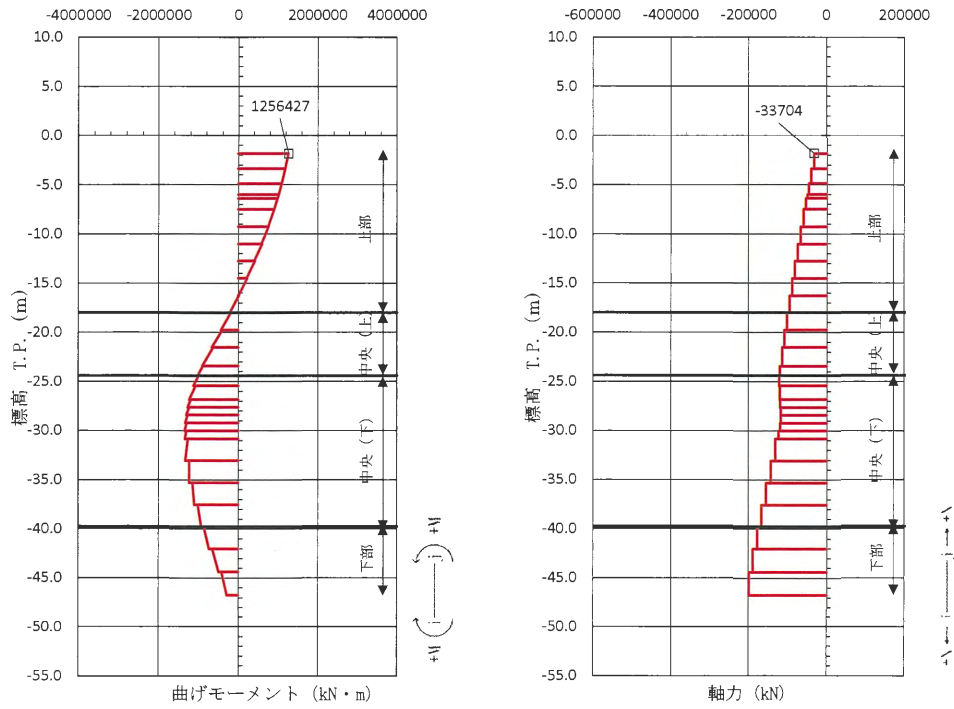 -4000000 -2000000 0 2000000 4000000
10.0
5.0
0.0
-5.0
-10.0
-15.0
-20.0
-25.0
-30.0
-35.0
-40.0
-45.0
-50.0
-55.0
標高 T.P. (m)
1256427
上部
中央 (上)
中央 (下)
下部
+M i j +M
曲げモーメント (kN・m)
-600000 -400000 -200000 0 200000
10.0
5.0
0.0
-5.0
-10.0
-15.0
-20.0
-25.0
-30.0
-35.0
-40.0
-45.0
-50.0
-55.0
標高 T.P. (m)
-33704
上部
中央 (上)
中央 (下)
下部
+N i j +N
軸力 (kN)